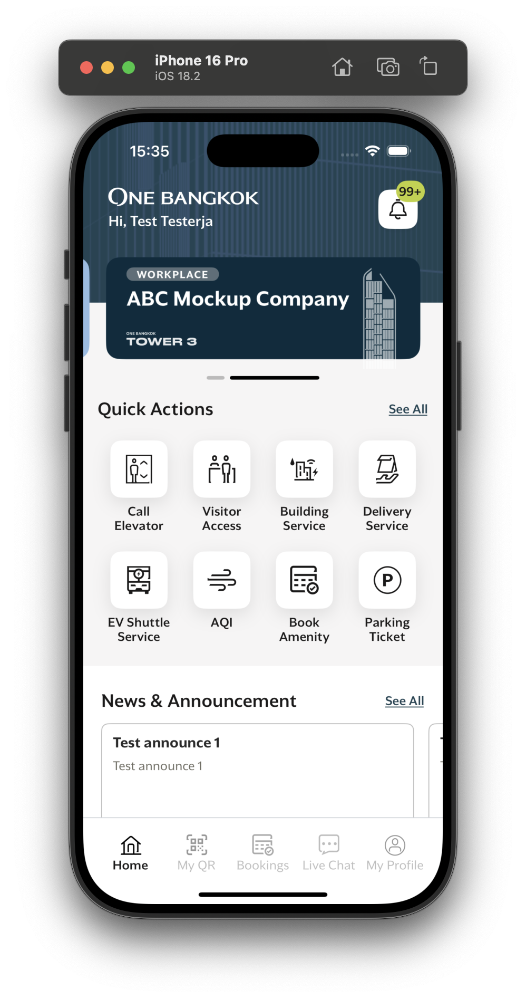 iPhone 16 Pro
iOS 18.2
15:35
ONE BANGKOK
99+
Hi, Test Testerja
WORKPLACE
ABC Mockup Company
ONE BANGKOK
TOWER 3
Quick Actions
See All
Call
Elevator
Visitor
Access
Building
Service
Delivery
Service
P
EV Shuttle
Service
AQI
Book
Amenity
Parking
Ticket
News & Announcement
See All
Test announce 1
Test announce 1
Home
My QR
Bookings
Live Chat
My Profile